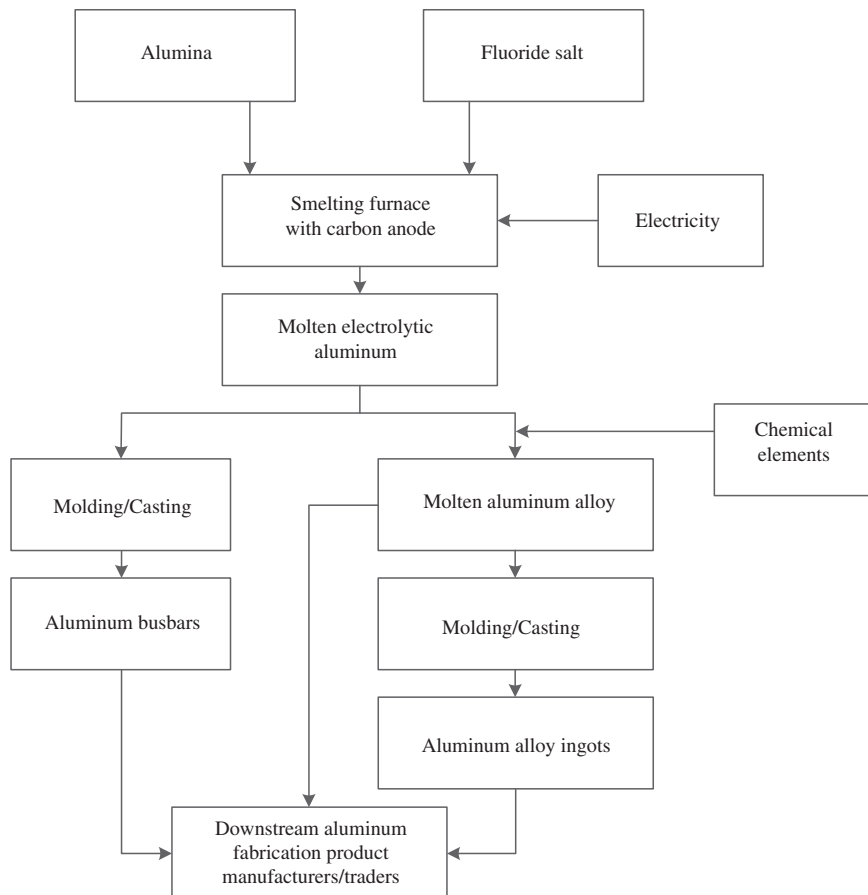 Alumina
Fluoride salt
Smelting furnace
with carbon anode
Electricity
Molten electrolytic
aluminum
Chemical
elements
Molding/Casting
Molten aluminum alloy
Aluminum busbars
Molding/Casting
Aluminum alloy ingots
Downstream aluminum
fabrication product
manufacturers/traders